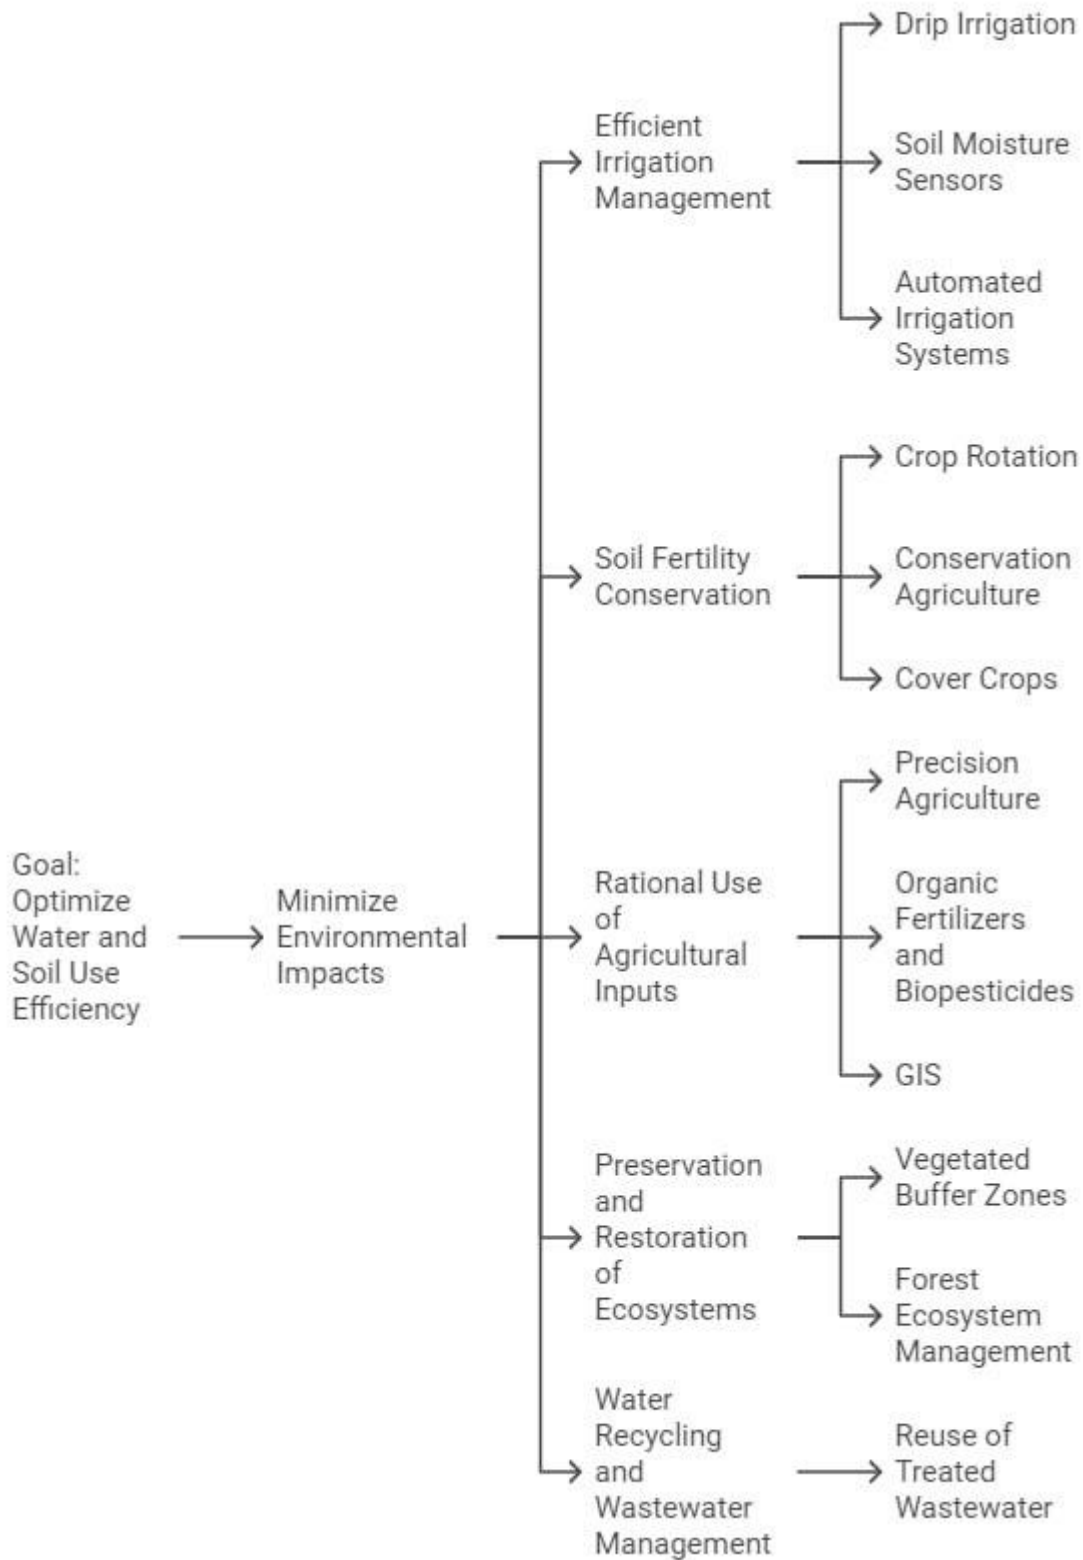 Goal:
Optimize
Water and
Soil Use
Efficiency
Minimize
Environmental
Impacts
Efficient
Irrigation
Management
Drip Irrigation
Soil Moisture
Sensors
Automated
Irrigation
Systems
Soil Fertility
Conservation
Crop Rotation
Conservation
Agriculture
Cover Crops
Rational Use
of
Agricultural
Inputs
Precision
Agriculture
Organic
Fertilizers
and
Biopesticides
GIS
Preservation
and
Restoration
of
Ecosystems
Vegetated
Buffer Zones
Forest
Ecosystem
Management
Water
Recycling
and
Wastewater
Management
Reuse of
Treated
Wastewater